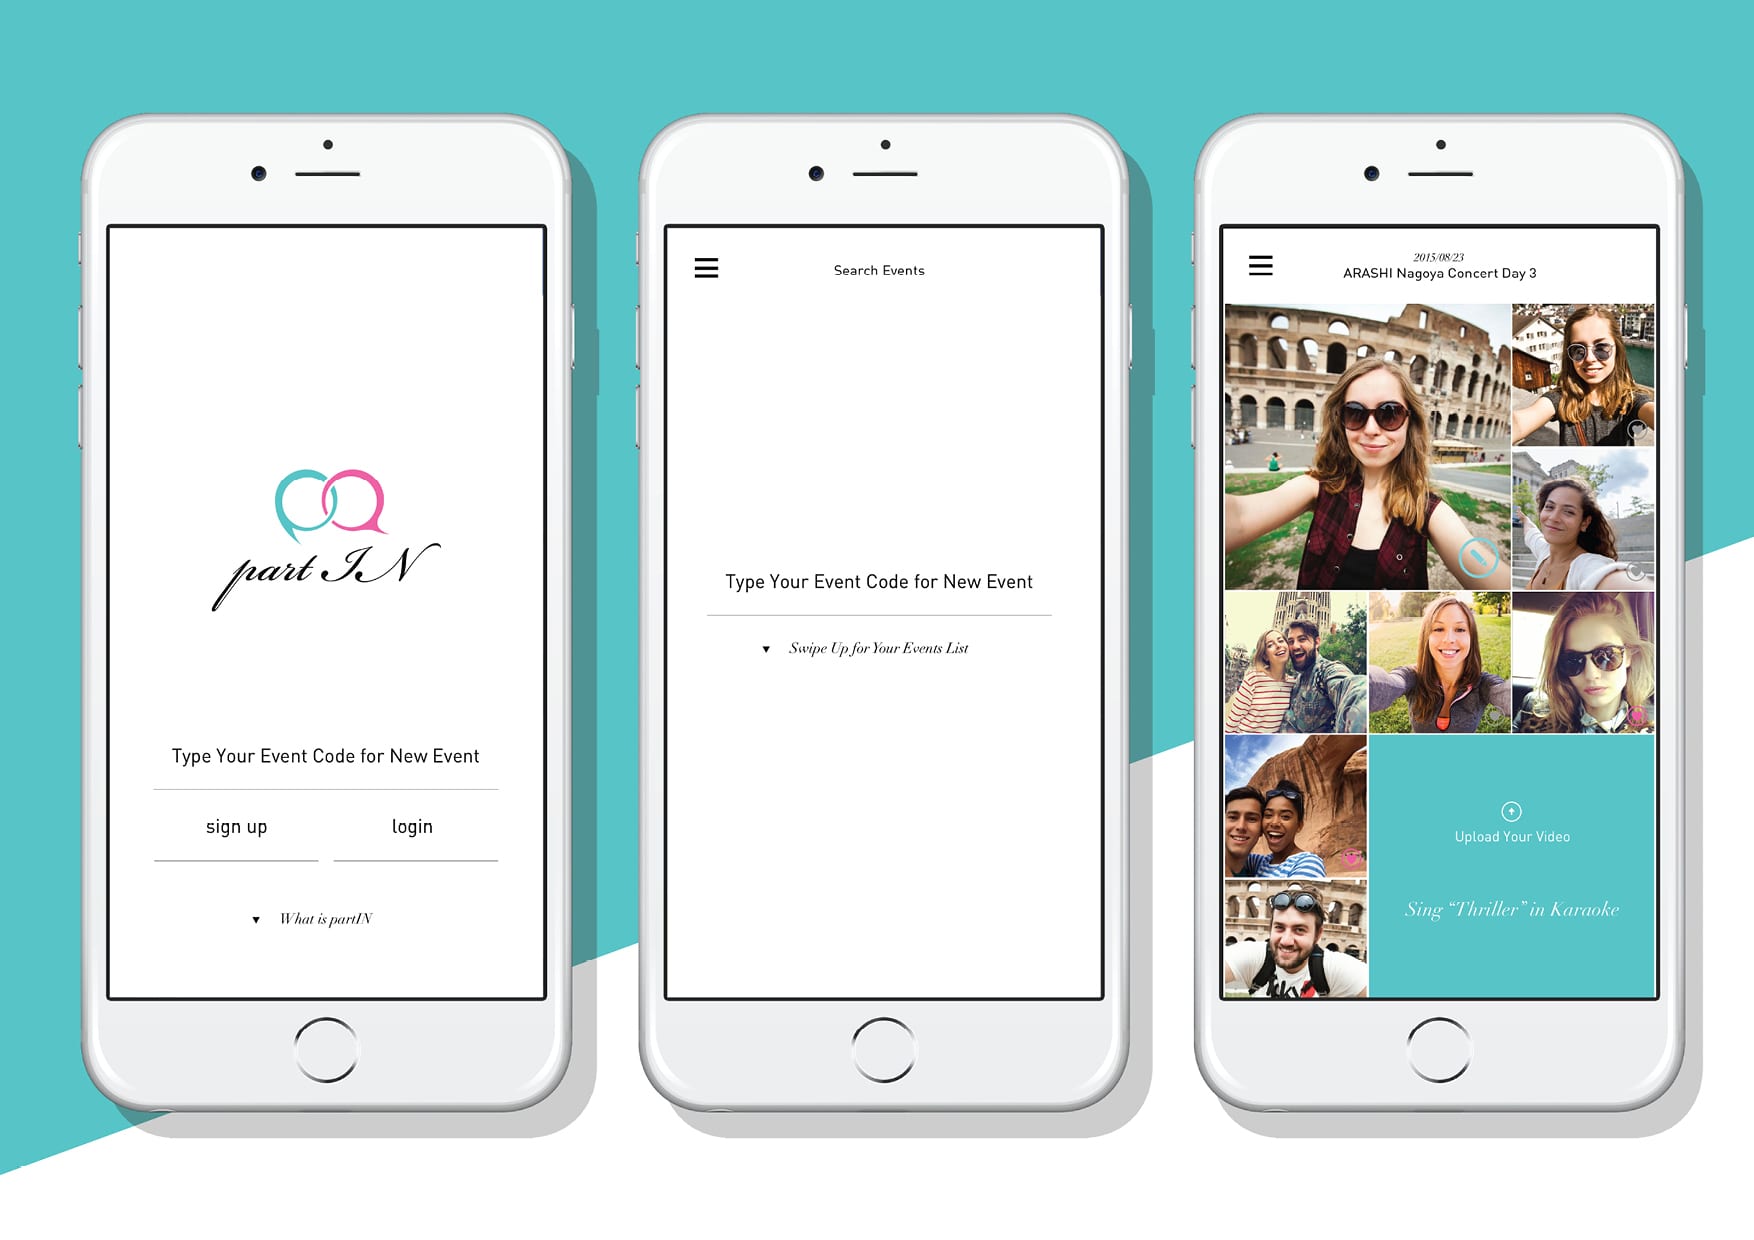 part IN
Type Your Event Code for New Event
sign up
login
▼ What is partIN
Search Events
Type Your Event Code for New Event
▼ Swipe Up for Your Events List
2015/08/23
ARASHI Nagoya Concert Day 3
Upload Your Video
Sing “Thriller” in Karaoke